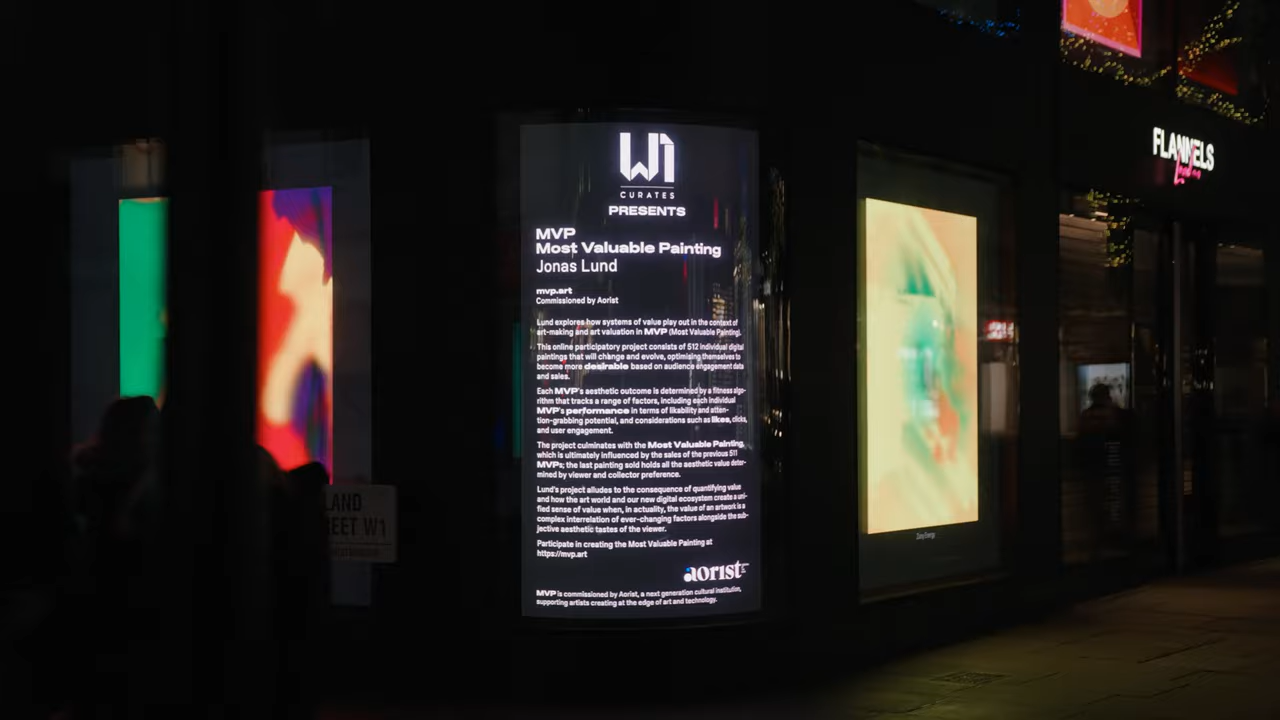 W1
CURATES
PRESENTS
MVP
Most Valuable Painting
Jonas Lund
mvp.art
Commissioned by Aorist
Lund explores how systems of value play out in the context of
art-making and art valuation in MVP (Most Valuable Painting).
This online participatory project consists of 512 individual digital
paintings that will change and evolve, optimising themselves to
become more desirable based on audience engagement data
and sales.
Each MVP's aesthetic outcome is determined by a fitness algo-
rithm that tracks a range of factors, including each individual
MVP's performance in terms of likability and atten-
tion-grabbing potential, and considerations such as likes, clicks,
and user engagement.
The project culminates with the Most Valuable Painting,
which is ultimately influenced by the sales of the previous 511
MVPs; the last painting sold holds all the aesthetic value deter-
mined by viewer and collector preference.
Lund's project alludes to the consequence of quantifying value
and how the art world and our new digital ecosystem create a uni-
fied sense of value when, in actuality, the value of an artwork is a
complex interrelation of ever-changing factors alongside the sub-
jective aesthetic tastes of the viewer.
Participate in creating the Most Valuable Painting at
https://mvp.art
aorist
MVP is commissioned by Aorist, a next generation cultural institution,
supporting artists creating at the edge of art and technology.
FLANNELS
London
LAND
REET W1